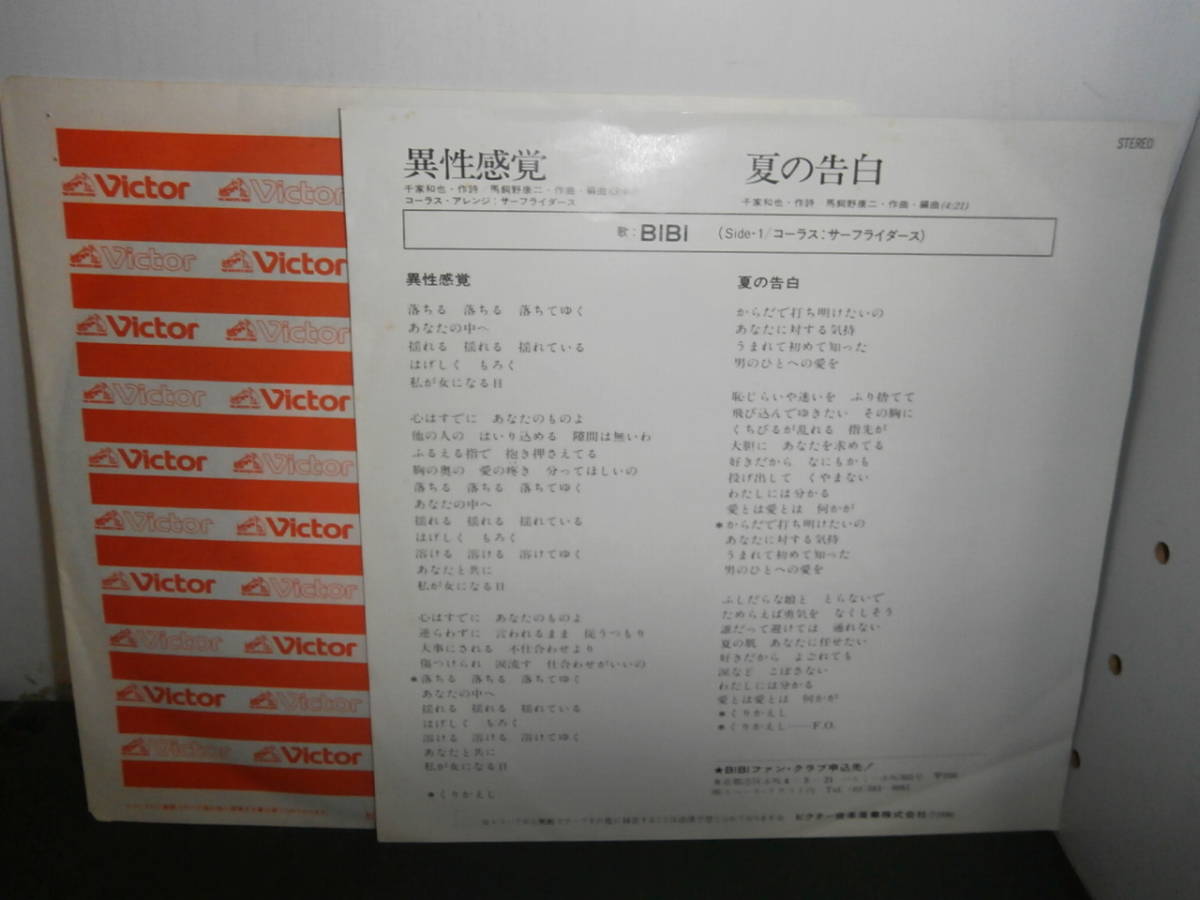 Victor Victor
Victor Victor
Victor Victor
Victor Victor
Victor Victor
Victor Victor
Victor Victor
Victor Victor
Victor Victor
Victor Victor
STEREO
異性感覚
千家和也・作詩/馬飼野康二・作曲・編曲
コーラス・アレンジ:サーフライダース
夏の告白
千家和也・作詩 馬飼野康二・作曲・編曲(4:21)
歌:BIBI (Side-1/コーラス:サーフライダース)
異性感覚
落ちる 落ちる 落ちてゆく
あなたの中へ
揺れる 揺れる 揺れている
はげしく もろく
私が女になる日
心はすでに あなたのものよ
他の人の はいり込める 隙間は無いわ
ふるえる指で 抱き押さえてる
胸の奥の 愛の疼き 分ってほしいの
落ちる 落ちる 落ちてゆく
あなたの中へ
揺れる 揺れる 揺れている
はげしく もろく
溶ける 溶ける 溶けてゆく
あなたと共に
私が女になる日
心はすでに あなたのものよ
逆らわずに 言われるまま 従うつもり
大事にされる 不仕合わせより
傷つけられ 涙流す 仕合わせがいいの
*落ちる 落ちる 落ちてゆく
あなたの中へ
揺れる 揺れる 揺れている
はげしく もろく
溶ける 溶ける 溶けてゆく
あなたと共に
私が女になる日
*くりかえし
夏の告白
からだで打ち明けたいの
あなたに対する気持
うまれて初めて知った
男のひとへの愛を
恥じらいや迷いを ふり捨てて
飛び込んでゆきたい その胸に
くちびるが乱れる 指先が
大胆に あなたを求めてる
好きだから なにもかも
投げ出して くやまない
わたしには分かる
愛とは愛とは 何かが
*からだで打ち明けたいの
あなたに対する気持
うまれて初めて知った
男のひとへの愛を
ふしだらな娘と とらないで
ためらえば勇気を なくしそう
誰だって避けては 通れない
夏の肌 あなたに任せたい
好きだから よごれても
涙など こぼさない
わたしには分かる
愛とは愛とは 何かが
*くりかえし
*くりかえし――F.O.
★BIBIファン・クラブ申込先!
ビクター音楽産業株式会社